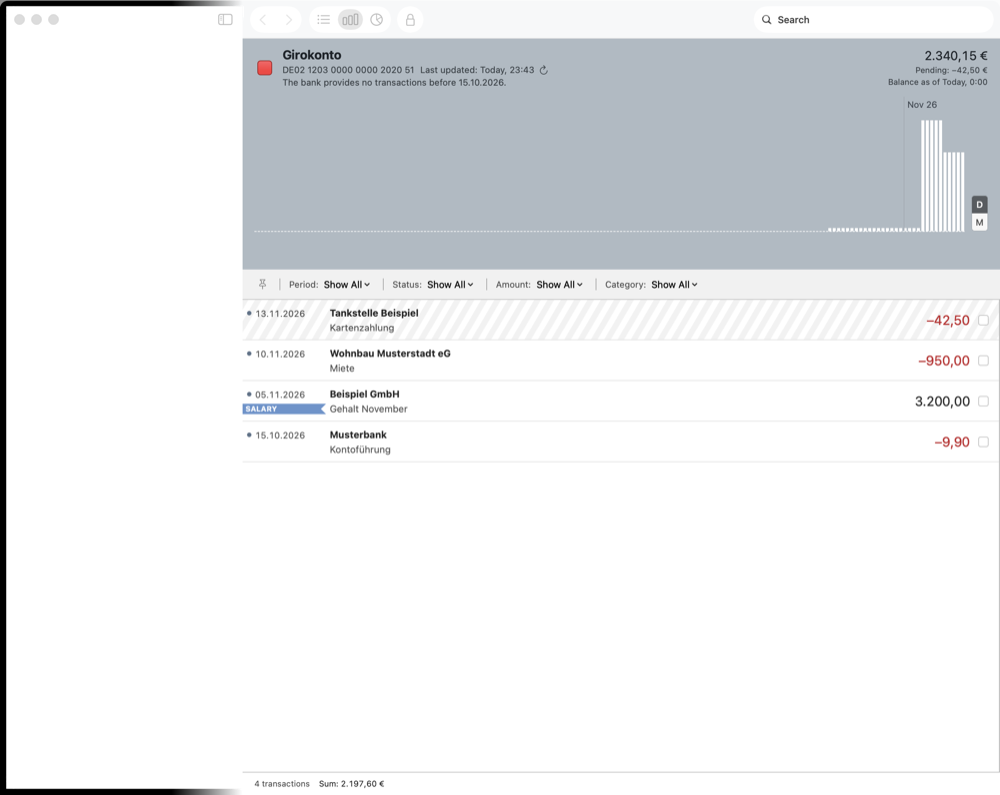 Search
Girokonto
2.340,15 €
DE02 1203 0000 0000 2020 51 Last updated: Today, 23:43
Pending: −42,50 €
The bank provides no transactions before 15.10.2026.
Balance as of Today, 0:00
Nov 26
D
M
Period: Show All Status: Show All Amount: Show All Category: Show All
13.11.2026 Tankstelle Beispiel
Kartenzahlung
−42,50
10.11.2026 Wohnbau Musterstadt eG
Miete
−950,00
05.11.2026 Beispiel GmbH
SALARY Gehalt November
3.200,00
15.10.2026 Musterbank
Kontoführung
−9,90
4 transactions Sum: 2.197,60 €